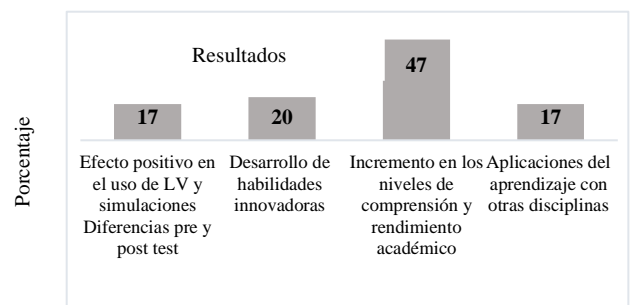 Resultados
Porcentaje
17
20
47
17
Efecto positivo en
el uso de LV y
simulaciones
Diferencias pre y
post test
Desarrollo de
habilidades
innovadoras
Incremento en los
niveles de
comprensión y
rendimiento
académico
Aplicaciones del
aprendizaje con
otras disciplinas